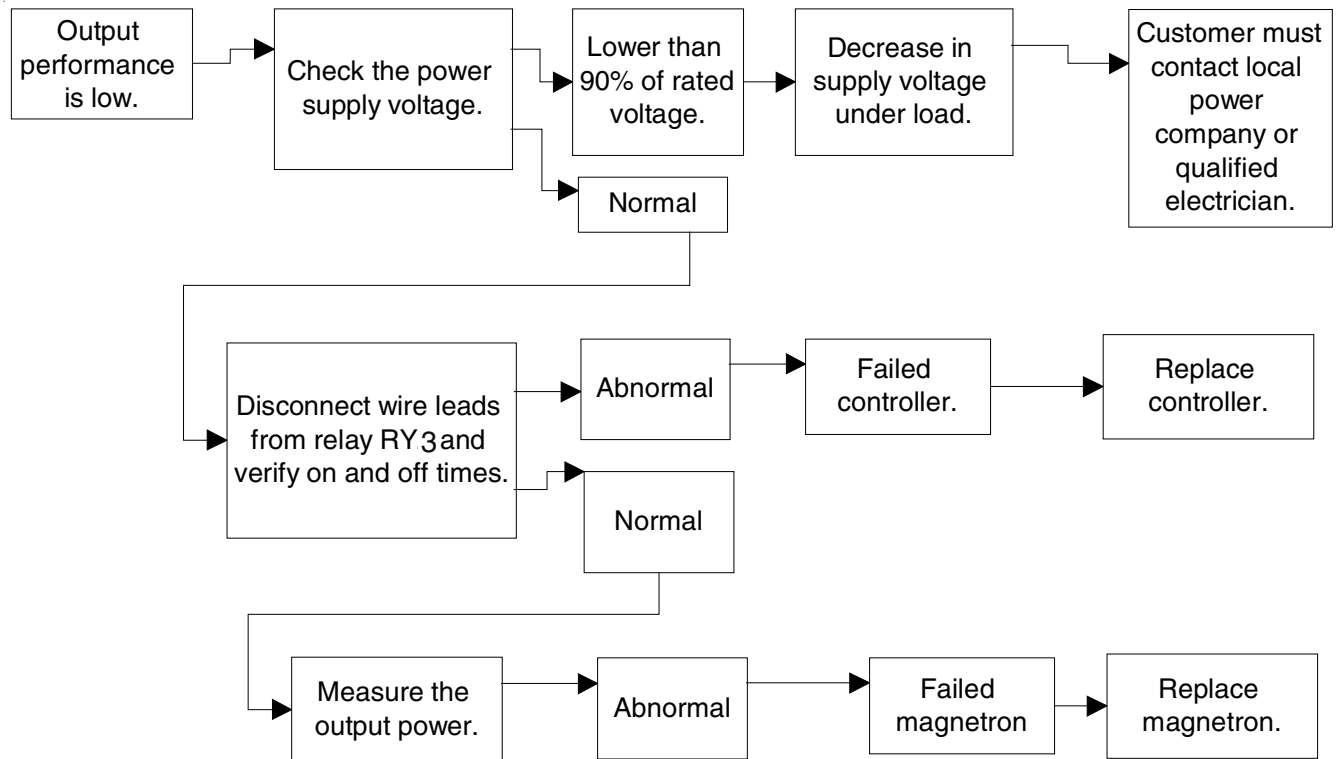 Output
performance
is low.
Check the power
supply voltage.
Lower than
90% of rated
voltage.
Decrease in
supply voltage
under load.
Customer must
contact local
power
company or
qualified
electrician.
Normal
Disconnect wire leads
from relay RY3 and
verify on and off times.
Abnormal
Failed
controller.
Replace
controller.
Normal
Measure the
output power.
Abnormal
Failed
magnetron
Replace
magnetron.